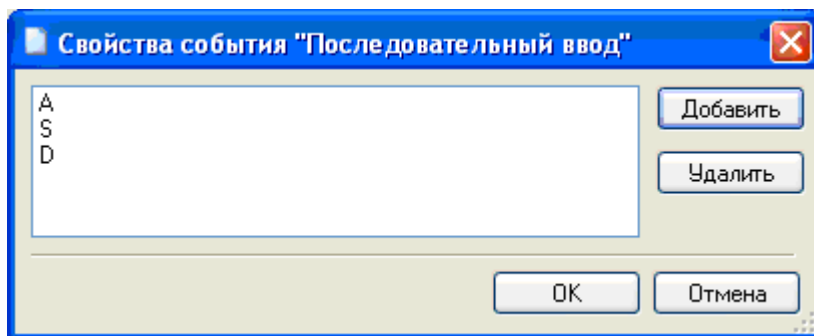 Свойства события "Последовательный ввод"
A
S
D
Добавить
Удалить
OK
Отмена